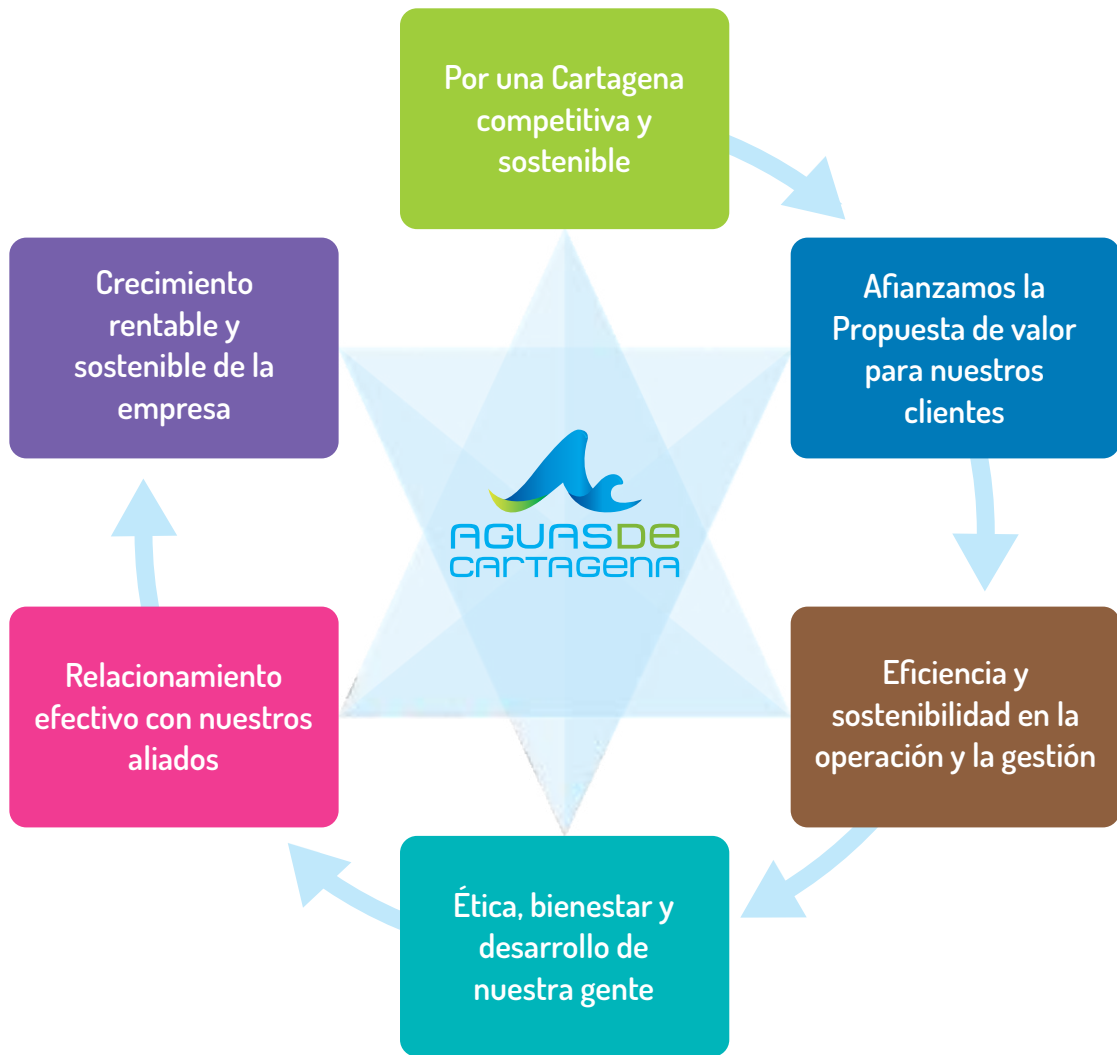 Por una Cartagena
competitiva y
sostenible
Afianzamos la
Propuesta de valor
para nuestros
clientes
Eficiencia y
sostenibilidad en la
operación y la gestión
Ética, bienestar y
desarrollo de
nuestra gente
Relacionamiento
efectivo con nuestros
aliados
Crecimiento
rentable y
sostenible de la
empresa
AGUASDE
CARTAGENA